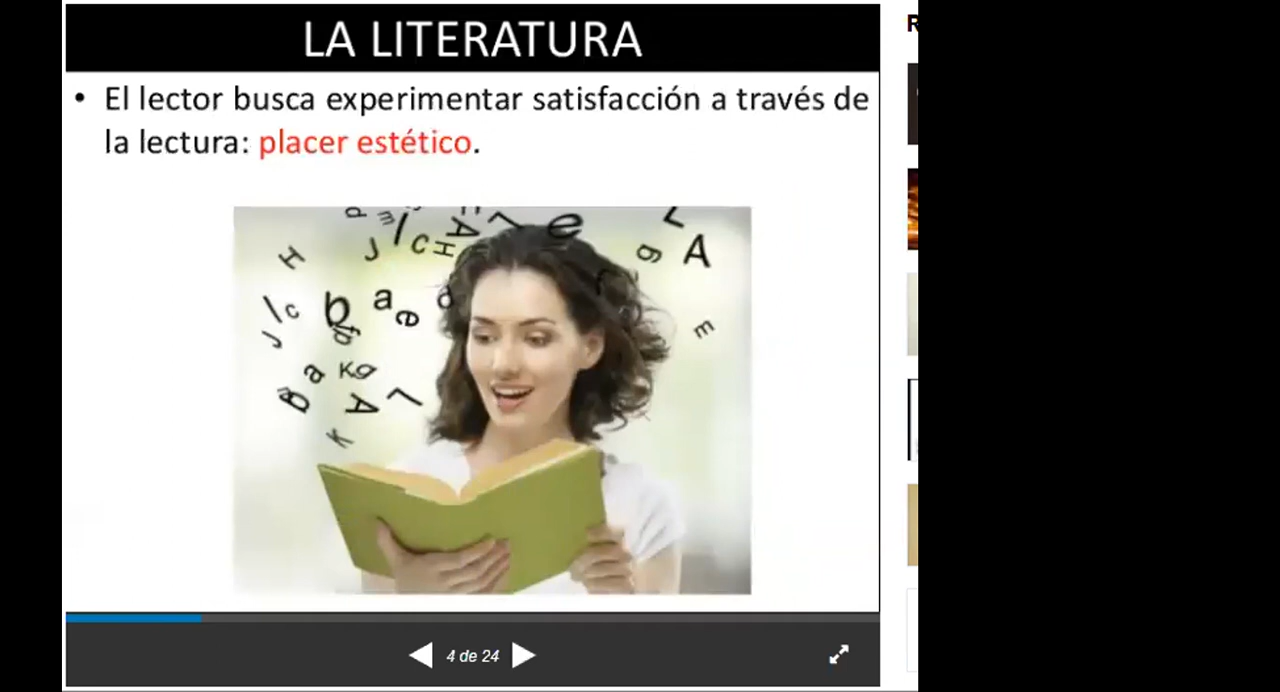 LA LITERATURA
• El lector busca experimentar satisfacción a través de
la lectura: placer estético.
4 de 24